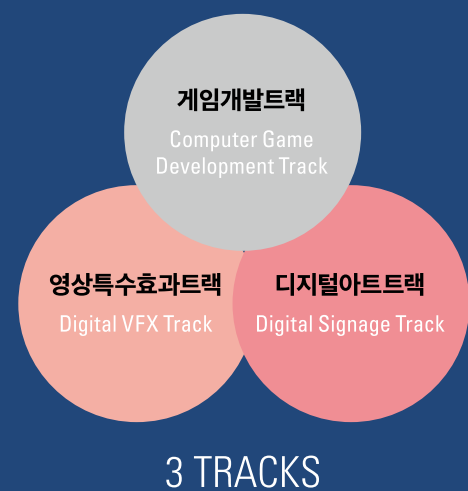 게임개발트랙
Computer Game
Development Track
영상특수효과트랙
Digital VFX Track
디지털아트트랙
Digital Signage Track
3 TRACKS